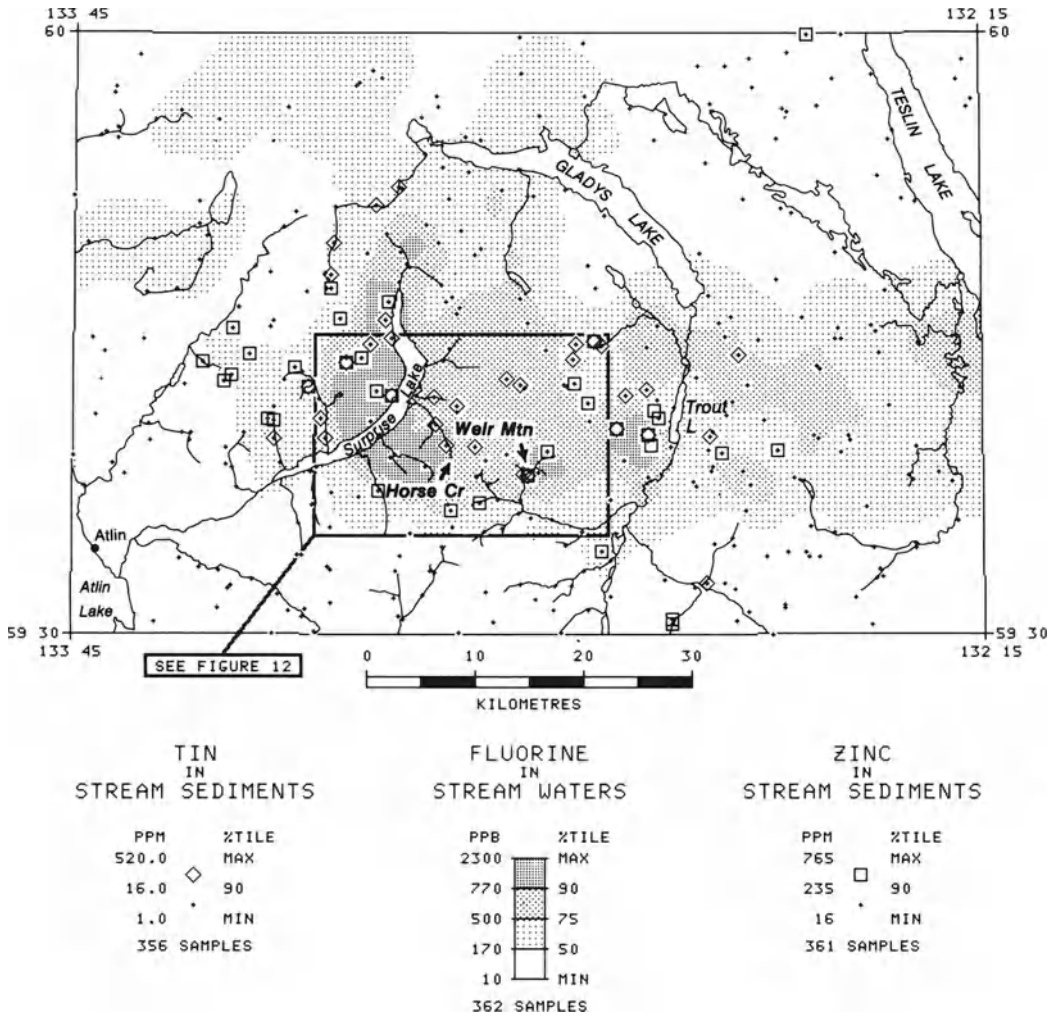 133 45
132 15
60
60
TESLIN
LAKE
GLADYS
LAKE
Surpuse Lake
Trout
L
Weir Mtn
Horse Cr
Atlin
Atlin
Lake
59 30
59 30
133 45
132 15
SEE FIGURE 12
0 10 20 30
KILOMETRES
TIN
IN
STREAM SEDIMENTS
PPM %TILE
520.0 MAX
16.0 90
1.0 MIN
356 SAMPLES
FLUORINE
IN
STREAM WATERS
PPB %TILE
2300 MAX
770 90
500 75
170 50
10 MIN
362 SAMPLES
ZINC
IN
STREAM SEDIMENTS
PPM %TILE
765 MAX
235 90
16 MIN
361 SAMPLES